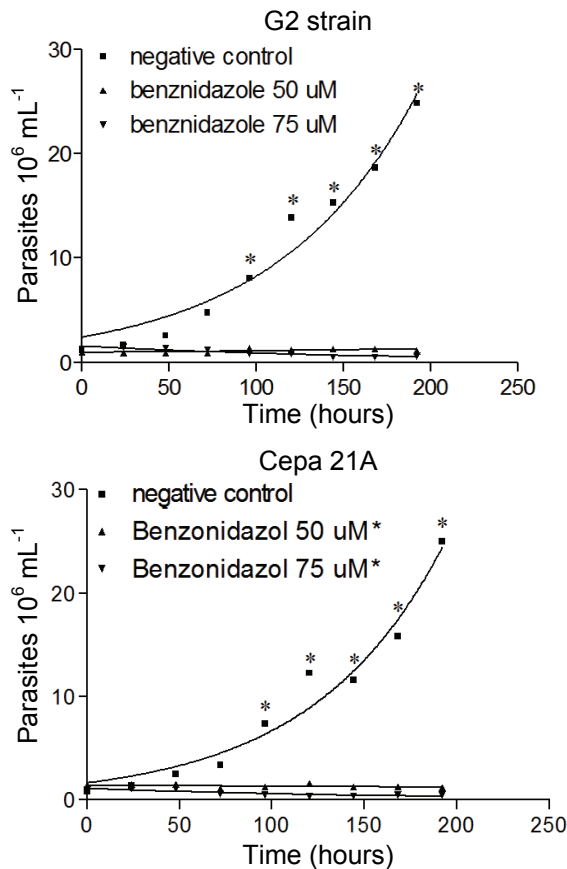 G2 strain
negative control
benznidazole 50 uM
benznidazole 75 uM
Parasites 10⁶ mL⁻¹
30
20
10
0
* * * * *
0 50 100 150 200 250
Time (hours)
Cepa 21A
negative control
Benzonidazol 50 uM*
Benzonidazol 75 uM*
Parasites 10⁶ mL⁻¹
30
20
10
0
* * * * *
0 50 100 150 200 250
Time (hours)